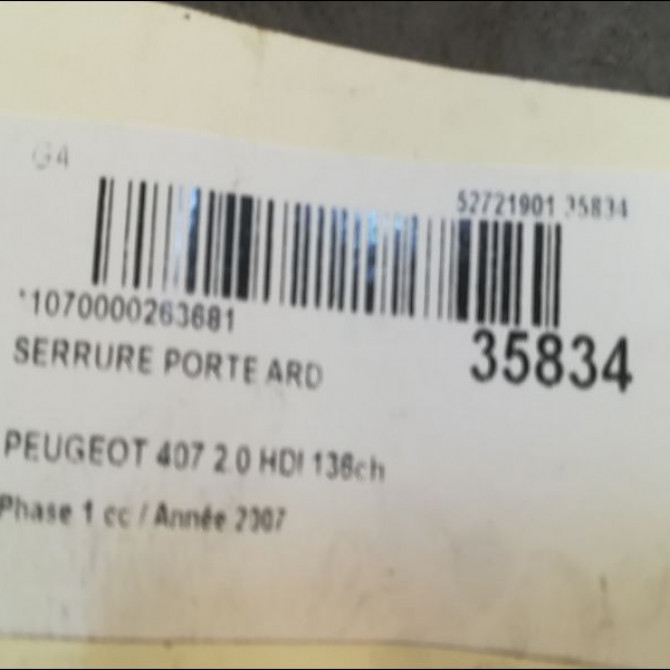 G4
52721901 35834
*1070000263681
35834
SERRURE PORTE ARD
PEUGEOT 407 2.0 HDI 136ch
Phase 1 cc / Année 2007